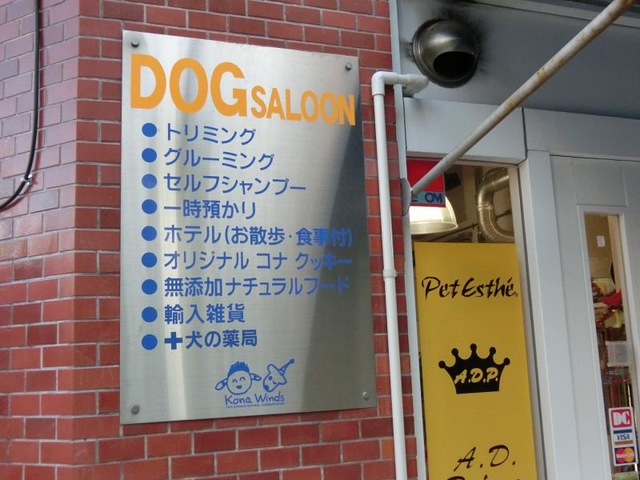 DOG SALOON
● トリミング
● グルーミング
● セルフシャンプー
● 一時預かり
● ホテル(お散歩・食事付)
● オリジナル コナ クッキー
● 無添加ナチュラルフード
● 輸入雑貨
● ✚犬の薬局
Kona Winds
Pet Esthé
A.D.P.
A.D.
DC
VISA
MasterCard